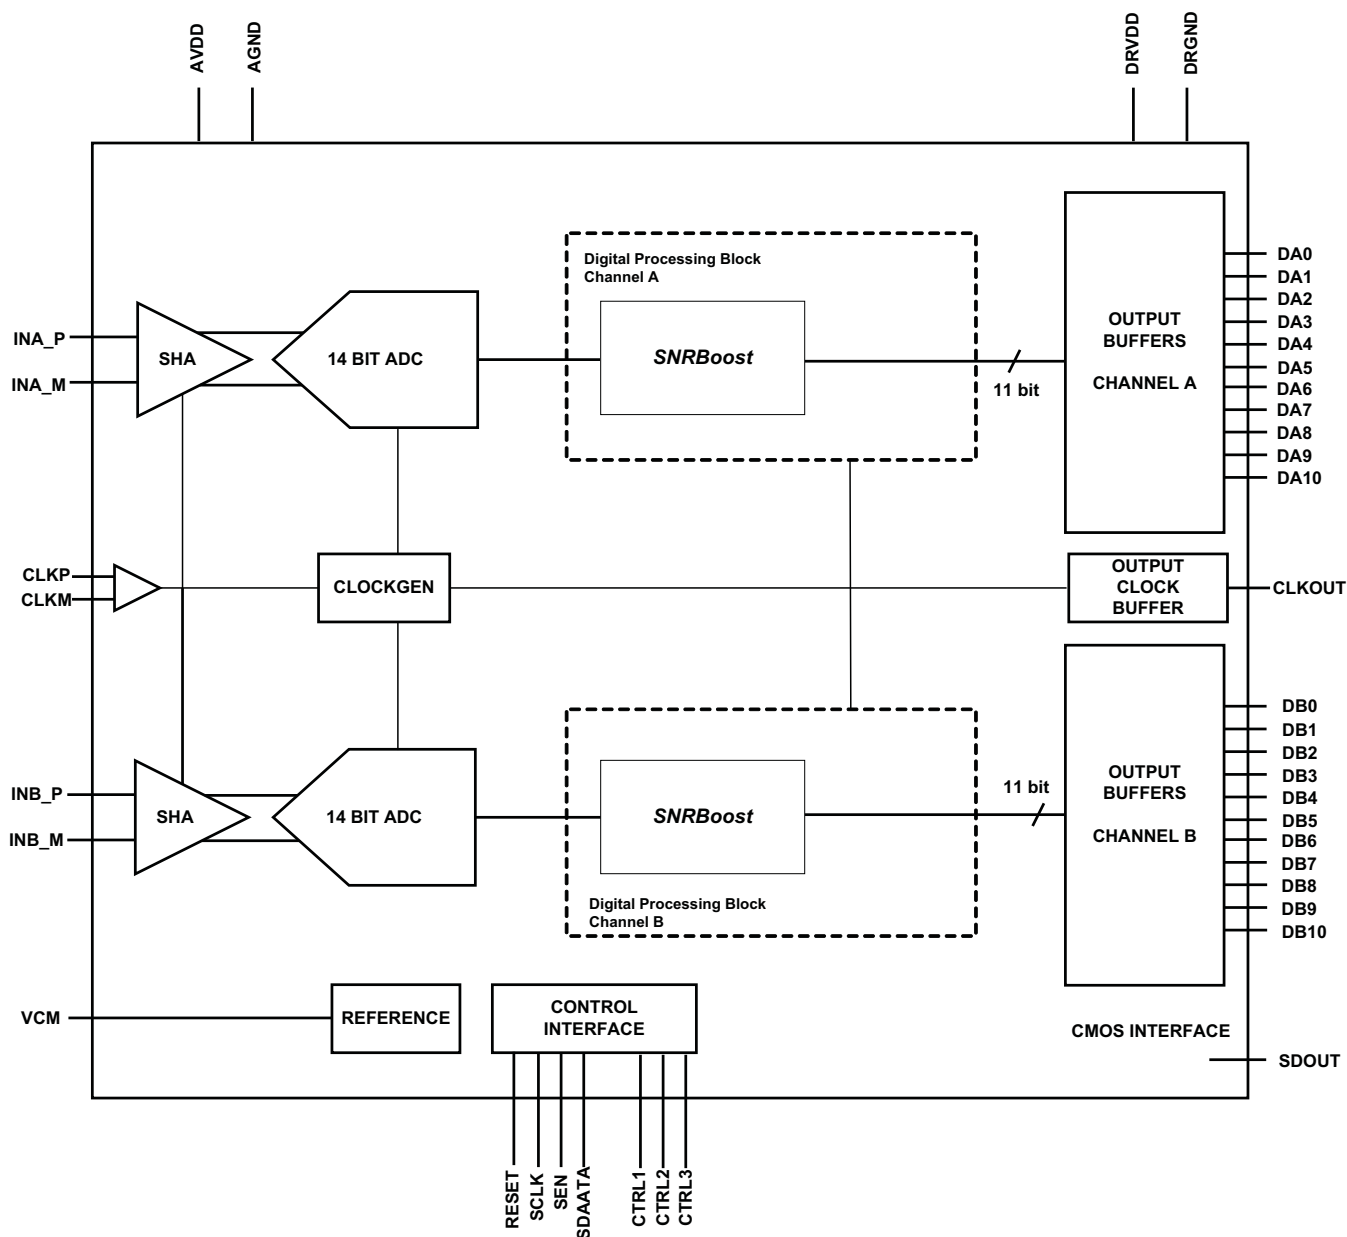 AVDD
AGND
DRVDD
DRGND
Digital Processing Block
Channel A
INA_P
INA_M
SHA
14 BIT ADC
SNRBoost
11 bit
OUTPUT
BUFFERS
CHANNEL A
DA0
DA1
DA2
DA3
DA4
DA5
DA6
DA7
DA8
DA9
DA10
CLKP
CLKM
CLOCKGEN
OUTPUT
CLOCK
BUFFER
CLKOUT
INB_P
INB_M
SHA
14 BIT ADC
SNRBoost
Digital Processing Block
Channel B
11 bit
OUTPUT
BUFFERS
CHANNEL B
DB0
DB1
DB2
DB3
DB4
DB5
DB6
DB7
DB8
DB9
DB10
VCM
REFERENCE
CONTROL
INTERFACE
CMOS INTERFACE
SDOUT
RESET
SCLK
SEN
SDAATA
CTRL1
CTRL2
CTRL3